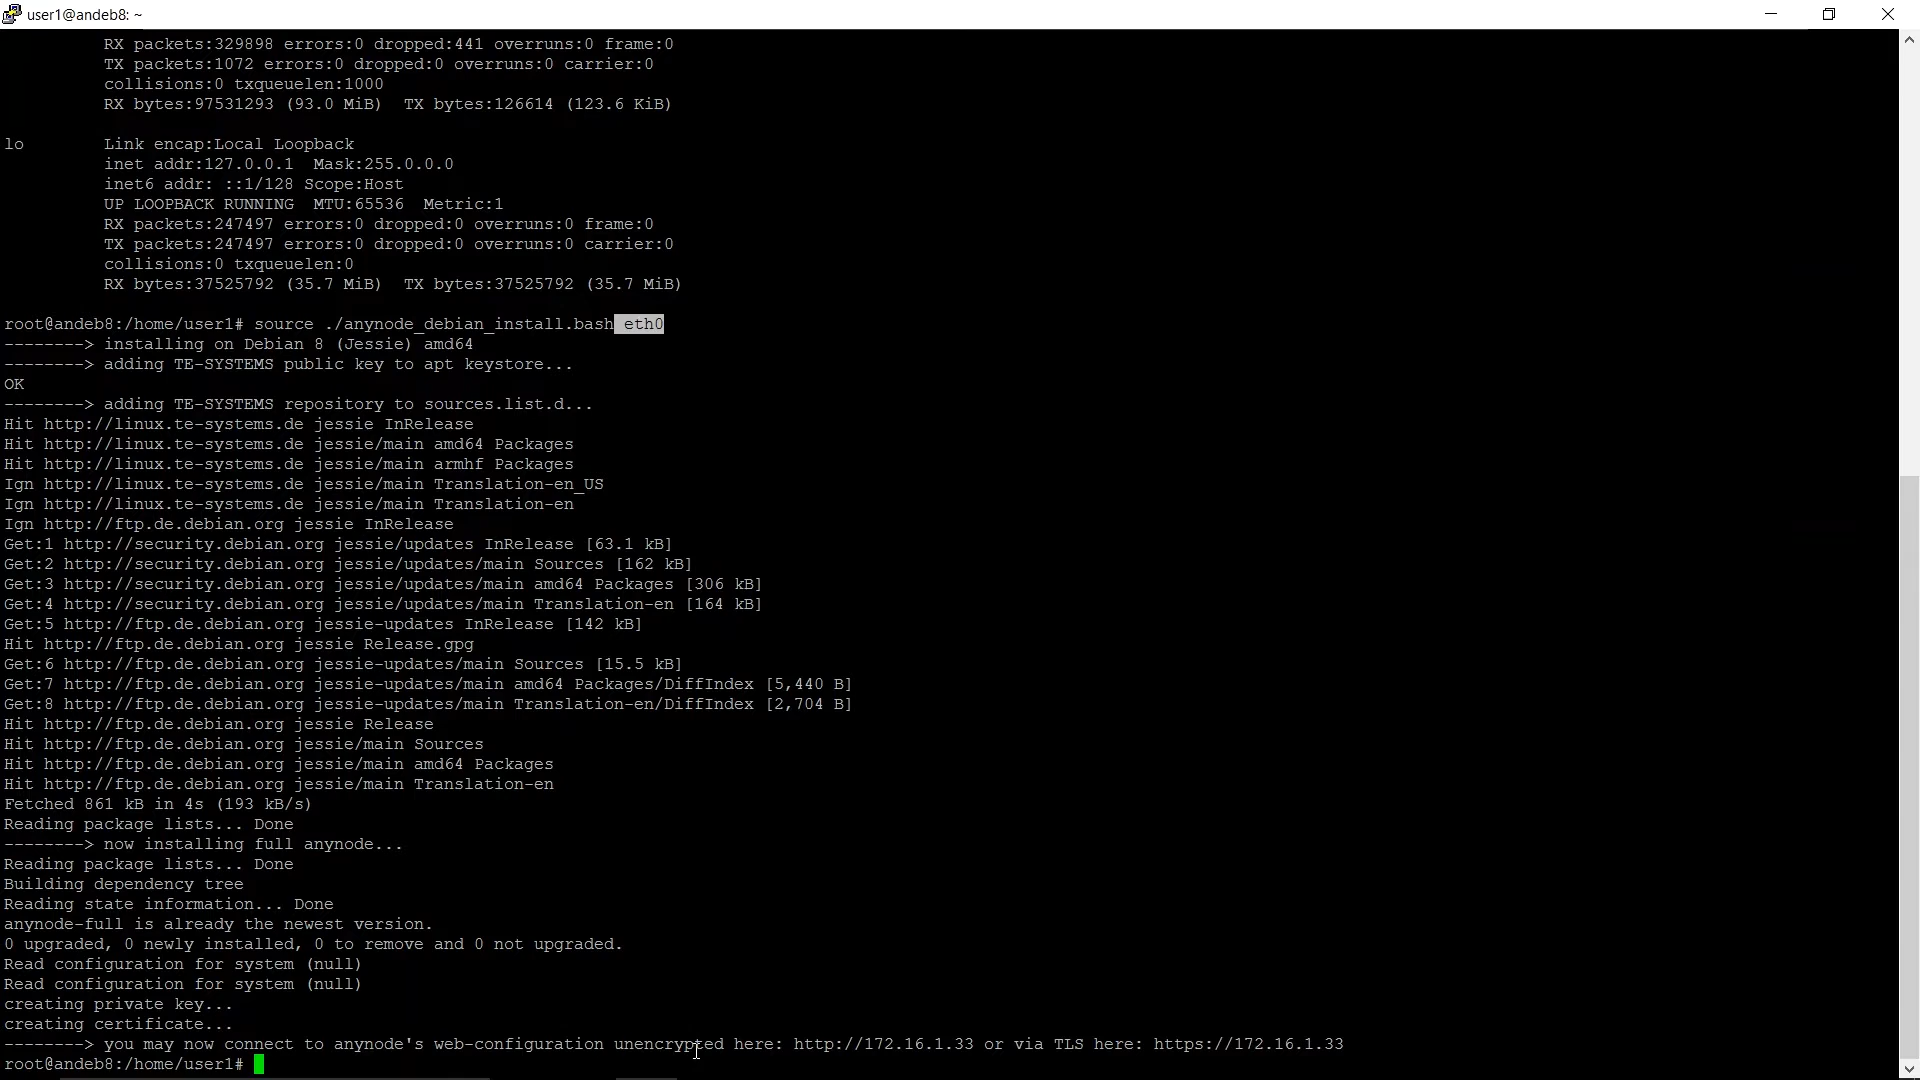 user1@andeb8: ~
RX packets:329898 errors:0 dropped:441 overruns:0 frame:0
TX packets:1072 errors:0 dropped:0 overruns:0 carrier:0
collisions:0 txqueuelen:1000
RX bytes:97531293 (93.0 MiB)  TX bytes:126614 (123.6 KiB)
lo        Link encap:Local Loopback
inet addr:127.0.0.1  Mask:255.0.0.0
inet6 addr: ::1/128 Scope:Host
UP LOOPBACK RUNNING  MTU:65536  Metric:1
RX packets:247497 errors:0 dropped:0 overruns:0 frame:0
TX packets:247497 errors:0 dropped:0 overruns:0 carrier:0
collisions:0 txqueuelen:0
RX bytes:37525792 (35.7 MiB)  TX bytes:37525792 (35.7 MiB)
root@andeb8:/home/user1# source ./anynode_debian_install.bash eth0
--------> installing on Debian 8 (Jessie) amd64
--------> adding TE-SYSTEMS public key to apt keystore...
OK
--------> adding TE-SYSTEMS repository to sources.list.d...
Hit http://linux.te-systems.de jessie InRelease
Hit http://linux.te-systems.de jessie/main amd64 Packages
Hit http://linux.te-systems.de jessie/main armhf Packages
Ign http://linux.te-systems.de jessie/main Translation-en_US
Ign http://linux.te-systems.de jessie/main Translation-en
Ign http://ftp.de.debian.org jessie InRelease
Get:1 http://security.debian.org jessie/updates InRelease [63.1 kB]
Get:2 http://security.debian.org jessie/updates/main Sources [162 kB]
Get:3 http://security.debian.org jessie/updates/main amd64 Packages [306 kB]
Get:4 http://security.debian.org jessie/updates/main Translation-en [164 kB]
Get:5 http://ftp.de.debian.org jessie-updates InRelease [142 kB]
Hit http://ftp.de.debian.org jessie Release.gpg
Get:6 http://ftp.de.debian.org jessie-updates/main Sources [15.5 kB]
Get:7 http://ftp.de.debian.org jessie-updates/main amd64 Packages/DiffIndex [5,440 B]
Get:8 http://ftp.de.debian.org jessie-updates/main Translation-en/DiffIndex [2,704 B]
Hit http://ftp.de.debian.org jessie Release
Hit http://ftp.de.debian.org jessie/main Sources
Hit http://ftp.de.debian.org jessie/main amd64 Packages
Hit http://ftp.de.debian.org jessie/main Translation-en
Fetched 861 kB in 4s (193 kB/s)
Reading package lists... Done
--------> now installing full anynode...
Reading package lists... Done
Building dependency tree
Reading state information... Done
anynode-full is already the newest version.
0 upgraded, 0 newly installed, 0 to remove and 0 not upgraded.
Read configuration for system (null)
Read configuration for system (null)
creating private key...
creating certificate...
--------> you may now connect to anynode's web-configuration unencrypted here: http://172.16.1.33 or via TLS here: https://172.16.1.33
root@andeb8:/home/user1#